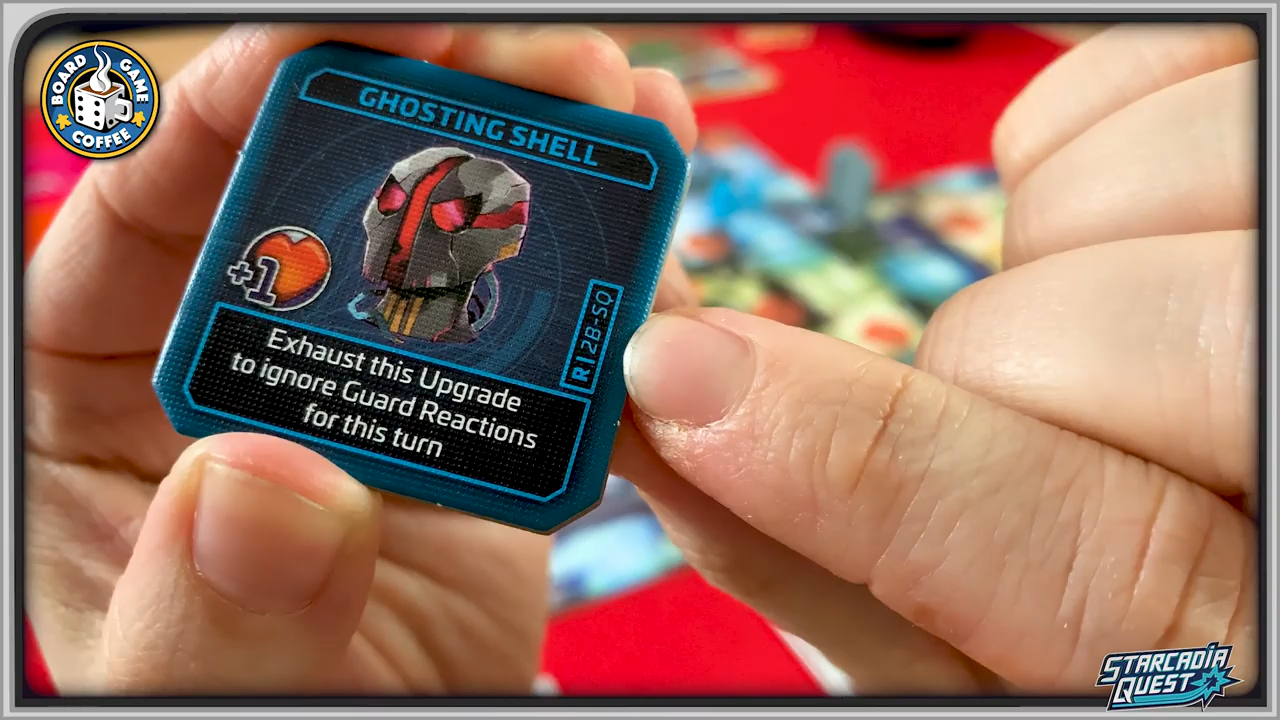 BOARD GAME
COFFEE
GHOSTING SHELL
+1
R12B-SQ
Exhaust this Upgrade
to ignore Guard Reactions
for this turn
STARCADIA
QUEST